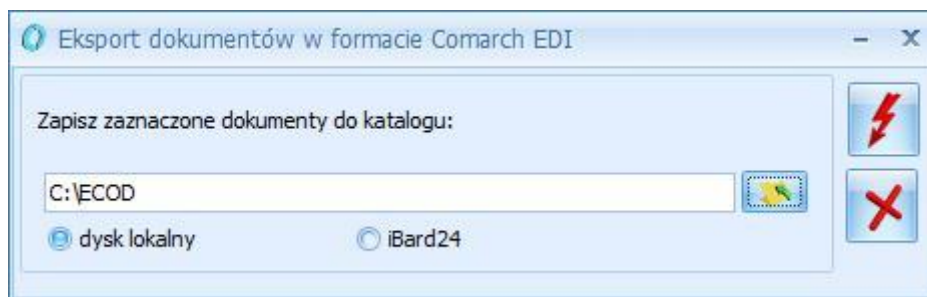 Eksport dokumentów w formacie Comarch EDI
Zapisz zaznaczone dokumenty do katalogu:
C:\ECOD
dysk lokalny iBard24